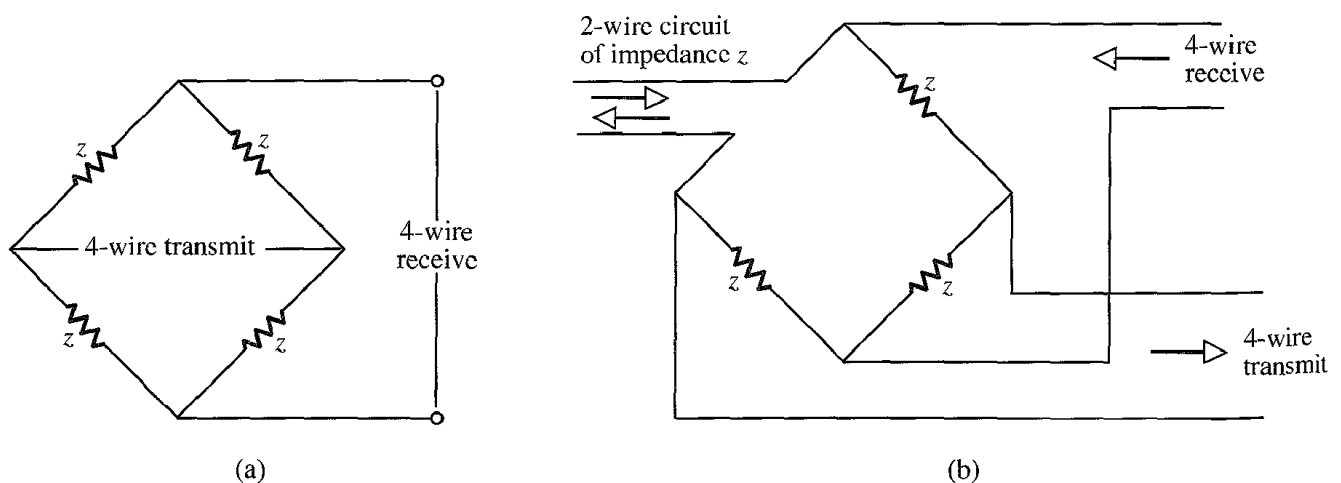 z
z
4-wire transmit
z
z
4-wire
receive
(a)
2-wire circuit
of impedance z
z
z
z
4-wire
receive
4-wire
transmit
(b)